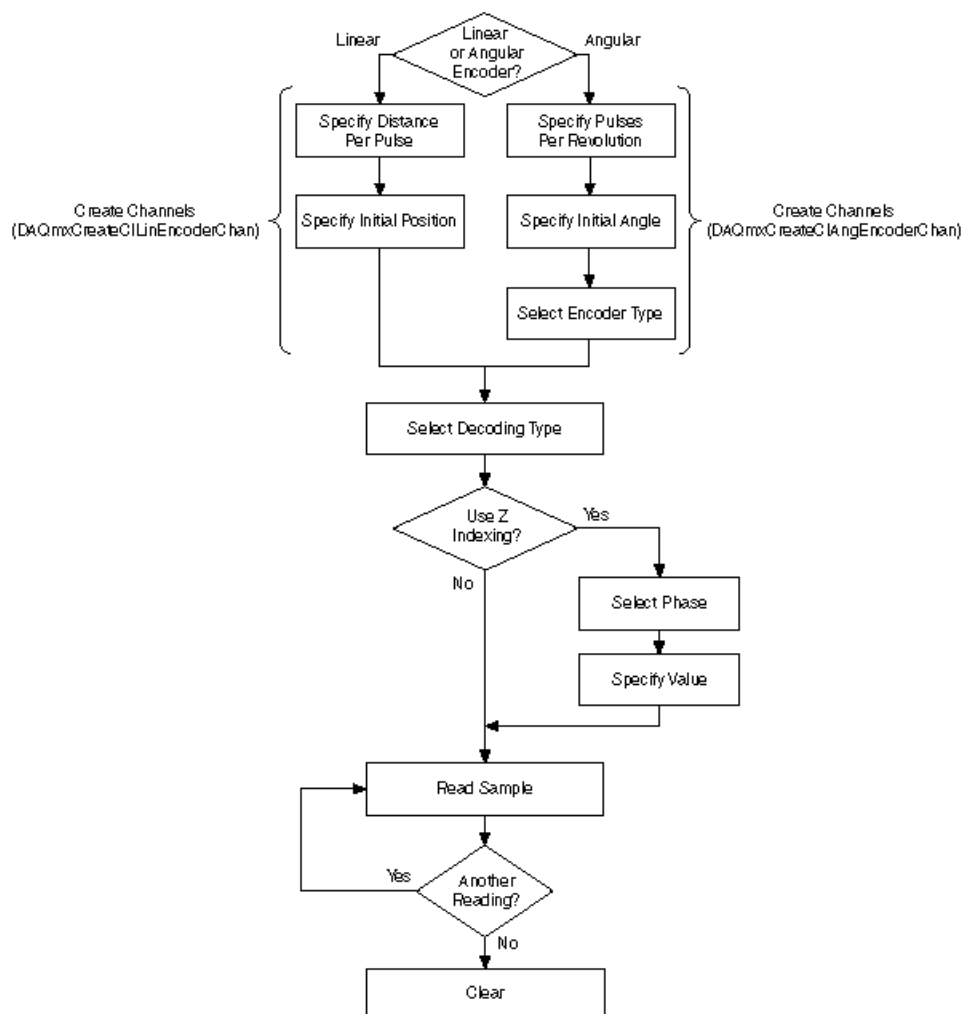 Linear
Linear
or Angular
Encoder?
Angular
Specify Distance
Per Pulse
Specify Pulses
Per Revolution
Create Channels
(DAQmxCreateCILinEncoderChan)
Specify Initial Position
Specify Initial Angle
Create Channels
(DAQmxCreateCIAngEncoderChan)
Select Encoder Type
Select Decoding Type
Use Z
Indexing?
Yes
No
Select Phase
Specify Value
Read Sample
Yes
Another
Reading?
No
Clear